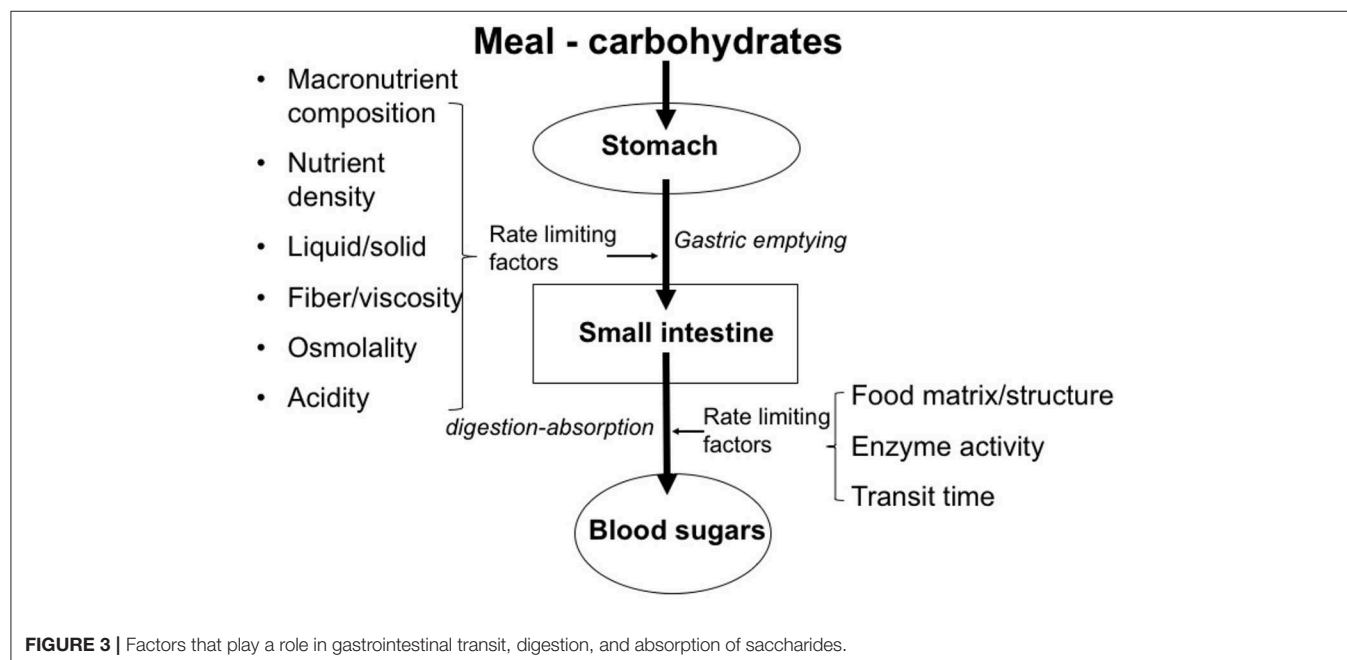 Meal - carbohydrates
• Macronutrient
composition
• Nutrient
density
• Liquid/solid
• Fiber/viscosity
• Osmolality
• Acidity
Stomach
Rate limiting
factors
Gastric emptying
Small intestine
digestion-absorption
Rate limiting
factors
Food matrix/structure
Enzyme activity
Transit time
Blood sugars
FIGURE 3 | Factors that play a role in gastrointestinal transit, digestion, and absorption of saccharides.